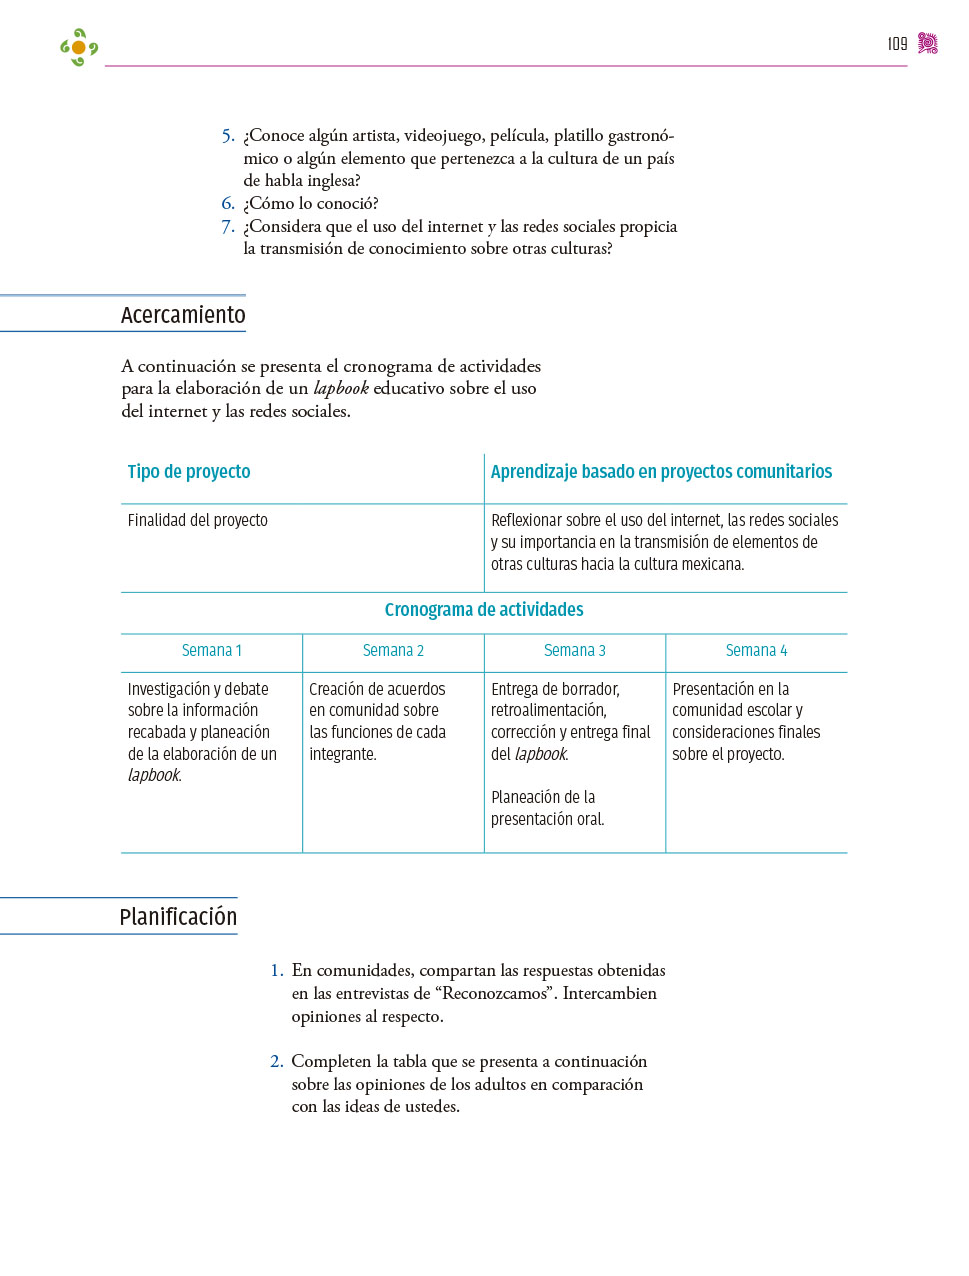 109
5. ¿Conoce algún artista, videojuego, película, platillo gastronó-
mico o algún elemento que pertenezca a la cultura de un país
de habla inglesa?
6. ¿Cómo lo conoció?
7. ¿Considera que el uso del internet y las redes sociales propicia
la transmisión de conocimiento sobre otras culturas?
Acercamiento
A continuación se presenta el cronograma de actividades
para la elaboración de un lapbook educativo sobre el uso
del internet y las redes sociales.
Tipo de proyecto
Aprendizaje basado en proyectos comunitarios
Finalidad del proyecto
Reflexionar sobre el uso del internet, las redes sociales
y su importancia en la transmisión de elementos de
otras culturas hacia la cultura mexicana.
Cronograma de actividades
Semana 1
Semana 2
Semana 3
Semana 4
Investigación y debate
sobre la información
recabada y planeación
de la elaboración de un
lapbook.
Creación de acuerdos
en comunidad sobre
las funciones de cada
integrante.
Entrega de borrador,
retroalimentación,
corrección y entrega final
del lapbook.
Planeación de la
presentación oral.
Presentación en la
comunidad escolar y
consideraciones finales
sobre el proyecto.
Planificación
1. En comunidades, compartan las respuestas obtenidas
en las entrevistas de “Reconozcamos”. Intercambien
opiniones al respecto.
2. Completen la tabla que se presenta a continuación
sobre las opiniones de los adultos en comparación
con las ideas de ustedes.